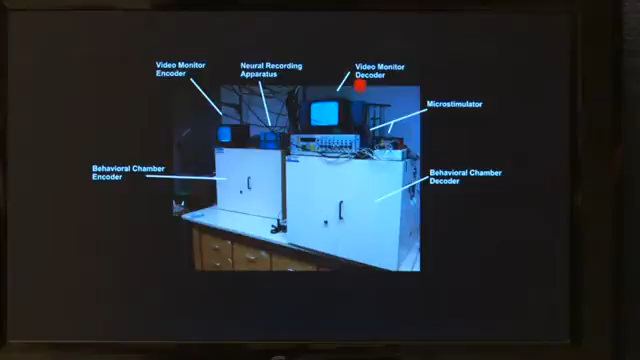 Video Monitor
Encoder
Neural Recording
Apparatus
Video Monitor
Decoder
Microstimulator
Behavioral Chamber
Encoder
Behavioral Chamber
Decoder